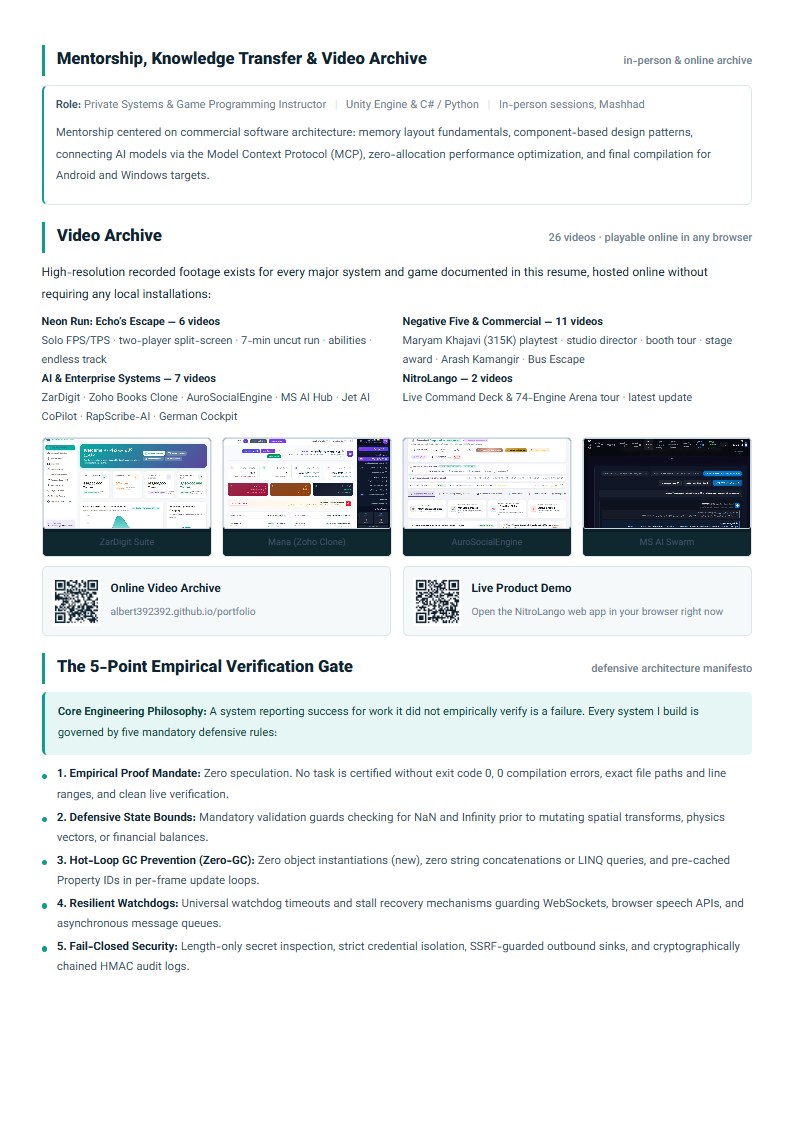 Mentorship, Knowledge Transfer & Video Archive
in-person & online archive
Role: Private Systems & Game Programming Instructor | Unity Engine & C# / Python | In-person sessions, Mashhad
Mentorship centered on commercial software architecture: memory layout fundamentals, component-based design patterns,
connecting AI models via the Model Context Protocol (MCP), zero-allocation performance optimization, and final compilation for
Android and Windows targets.
Video Archive
26 videos · playable online in any browser
High-resolution recorded footage exists for every major system and game documented in this resume, hosted online without
requiring any local installations:
Neon Run: Echo's Escape — 6 videos
Solo FPS/TPS · two-player split-screen · 7-min uncut run · abilities ·
endless track
AI & Enterprise Systems — 7 videos
ZarDigit · Zoho Books Clone · AuroSocialEngine · MS AI Hub · Jet AI
CoPilot · RapScribe-AI · German Cockpit
Negative Five & Commercial — 11 videos
Maryam Khajavi (315K) playtest · studio director · booth tour · stage
award · Arash Kamangir · Bus Escape
NitroLango — 2 videos
Live Command Deck & 74-Engine Arena tour · latest update
ZarDigit Suite
Mana (Zoho Clone)
AuroSocialEngine
MS AI Swarm
Online Video Archive
albert392392.github.io/portfolio
Live Product Demo
Open the NitroLango web app in your browser right now
The 5-Point Empirical Verification Gate
defensive architecture manifesto
Core Engineering Philosophy: A system reporting success for work it did not empirically verify is a failure. Every system I build is
governed by five mandatory defensive rules:
1. Empirical Proof Mandate: Zero speculation. No task is certified without exit code 0, 0 compilation errors, exact file paths and line
ranges, and clean live verification.
2. Defensive State Bounds: Mandatory validation guards checking for NaN and Infinity prior to mutating spatial transforms, physics
vectors, or financial balances.
3. Hot-Loop GC Prevention (Zero-GC): Zero object instantiations (new), zero string concatenations or LINQ queries, and pre-cached
Property IDs in per-frame update loops.
4. Resilient Watchdogs: Universal watchdog timeouts and stall recovery mechanisms guarding WebSockets, browser speech APIs, and
asynchronous message queues.
5. Fail-Closed Security: Length-only secret inspection, strict credential isolation, SSRF-guarded outbound sinks, and cryptographically
chained HMAC audit logs.